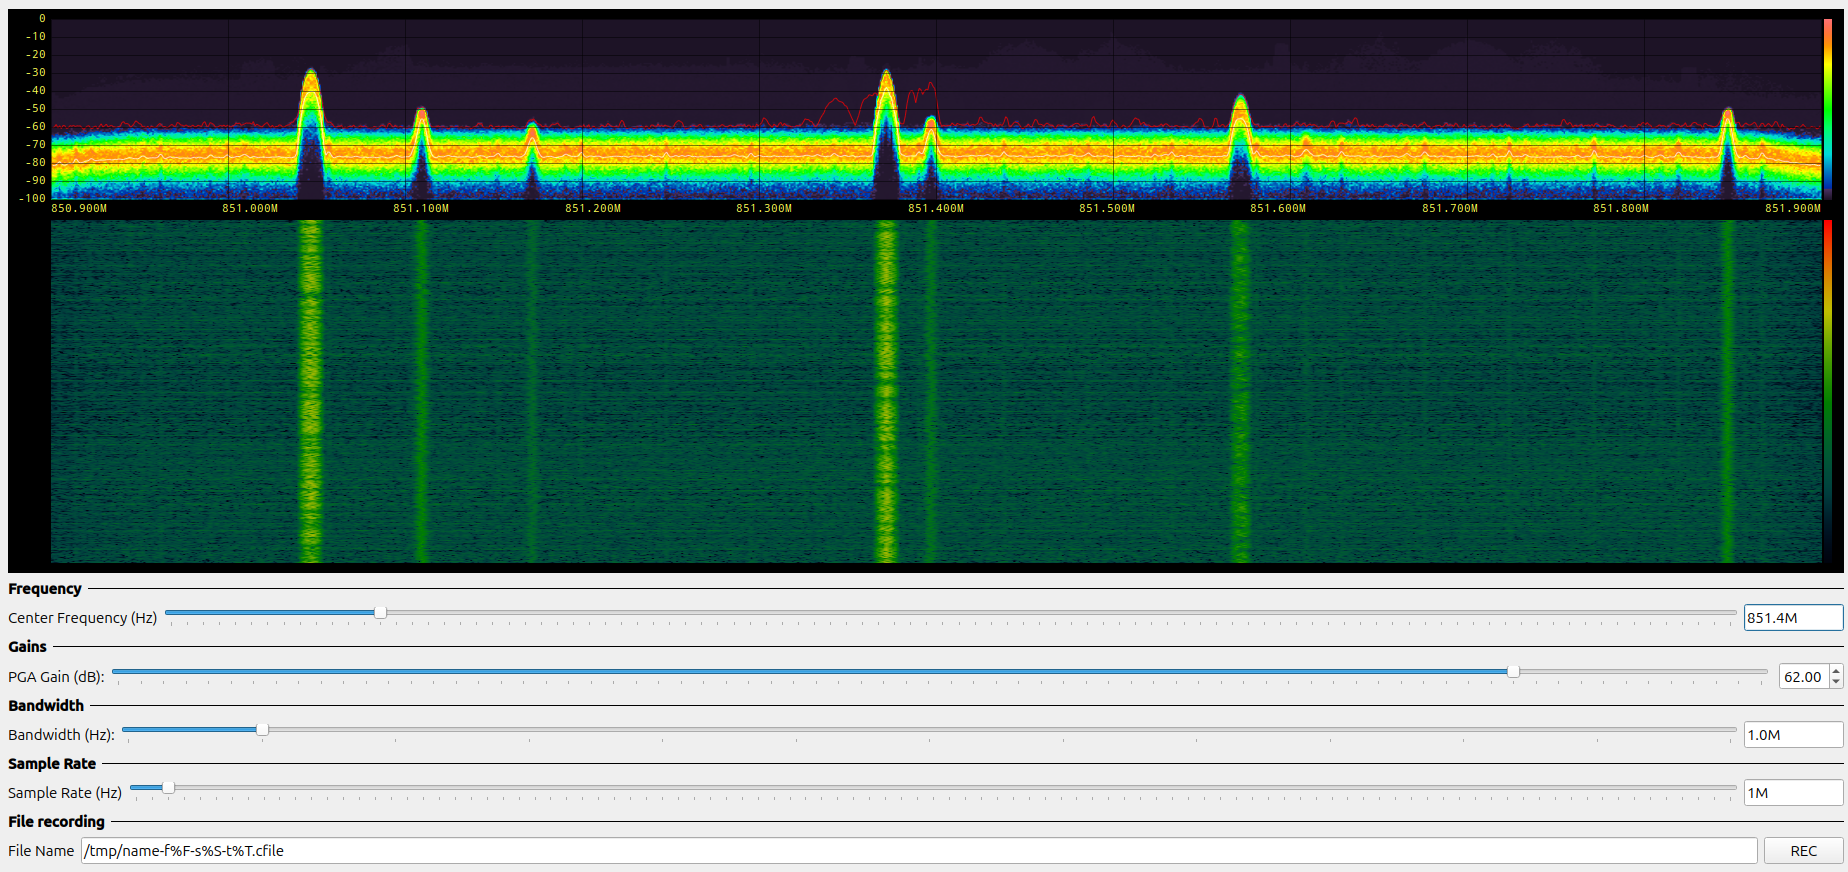 0
-10
-20
-30
-40
-50
-60
-70
-80
-90
-100
850.900M 851.000M 851.100M 851.200M 851.300M 851.400M 851.500M 851.600M 851.700M 851.800M 851.900M
Frequency
Center Frequency (Hz) 851.4M
Gains
PGA Gain (dB): 62.00
Bandwidth
Bandwidth (Hz): 1.0M
Sample Rate
Sample Rate (Hz) 1M
File recording
File Name /tmp/name-f%F-s%S-t%T.cfile REC